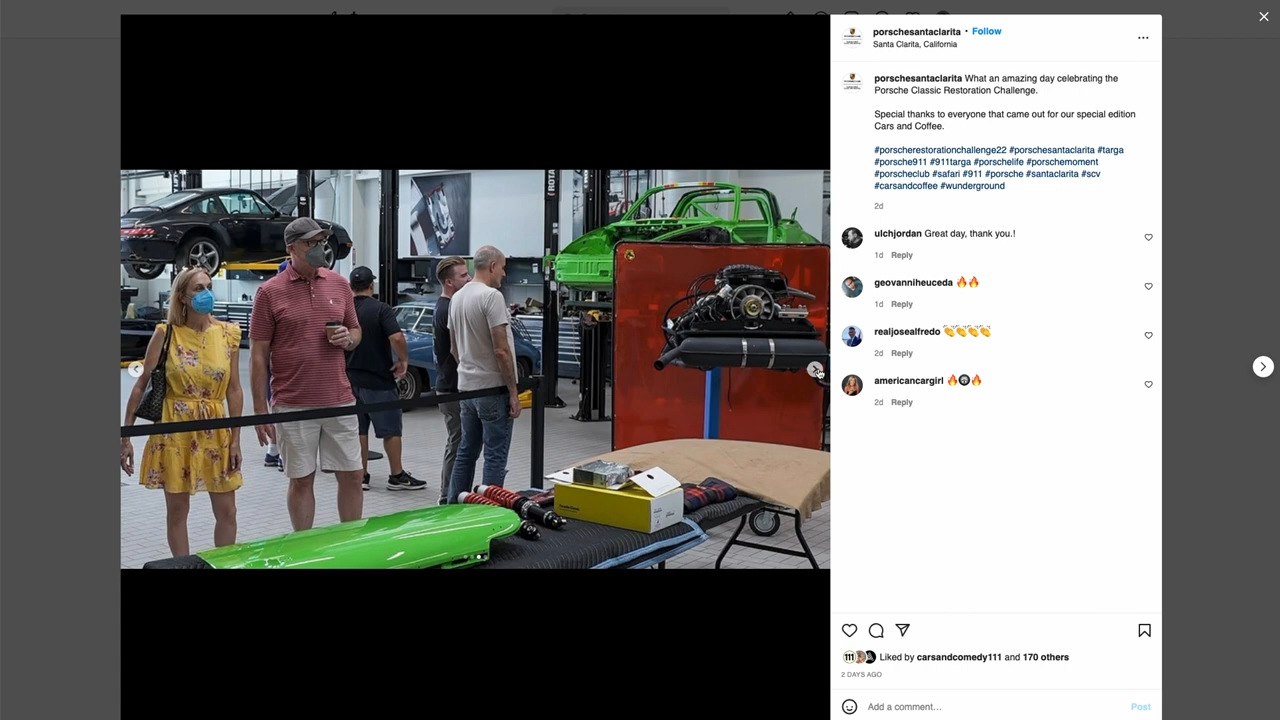 porschesantaclarita • Follow
Santa Clarita, California
porschesantaclarita What an amazing day celebrating the
Porsche Classic Restoration Challenge.
Special thanks to everyone that came out for our special edition
Cars and Coffee.
#porscherestorationchallenge22 #porschesantaclarita #targa
#porsche911 #911targa #porschelife #porschemoment
#porscheclub #safari #911 #porsche #santaclarita #scv
#carsandcoffee #wunderground
2d
ulchjordan Great day, thank you.!
1d Reply
geovanniheuceda 🔥🔥
1d Reply
realjosealfredo 👏👏👏👏
2d Reply
americancargirl 🔥🛞🔥
2d Reply
Liked by carsandcomedy111 and 170 others
2 DAYS AGO
Add a comment…
Post